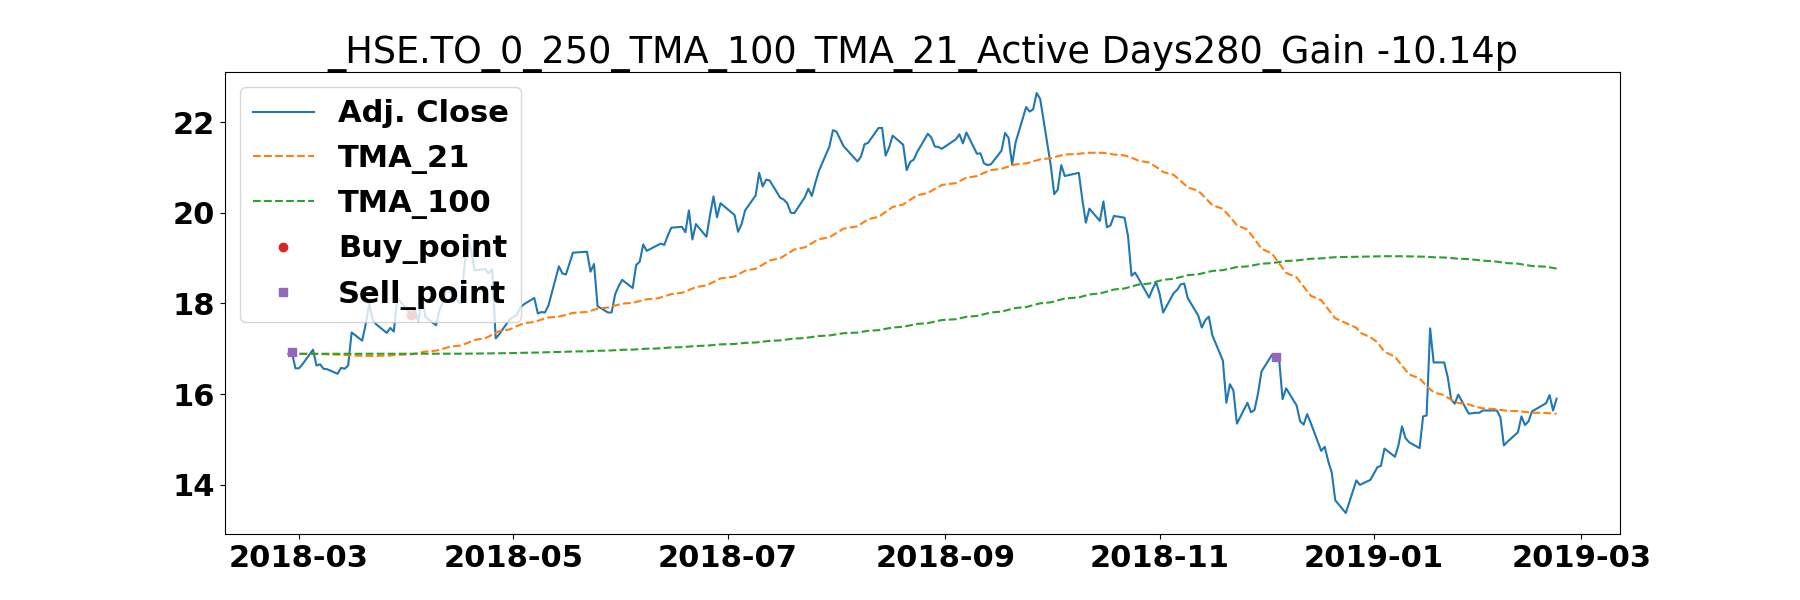 _HSE.TO_0_250_TMA_100_TMA_21_Active Days280_Gain -10.14p
Adj. Close
TMA_21
TMA_100
Buy_point
Sell_point
22
20
18
16
14
2018-03 2018-05 2018-07 2018-09 2018-11 2019-01 2019-03